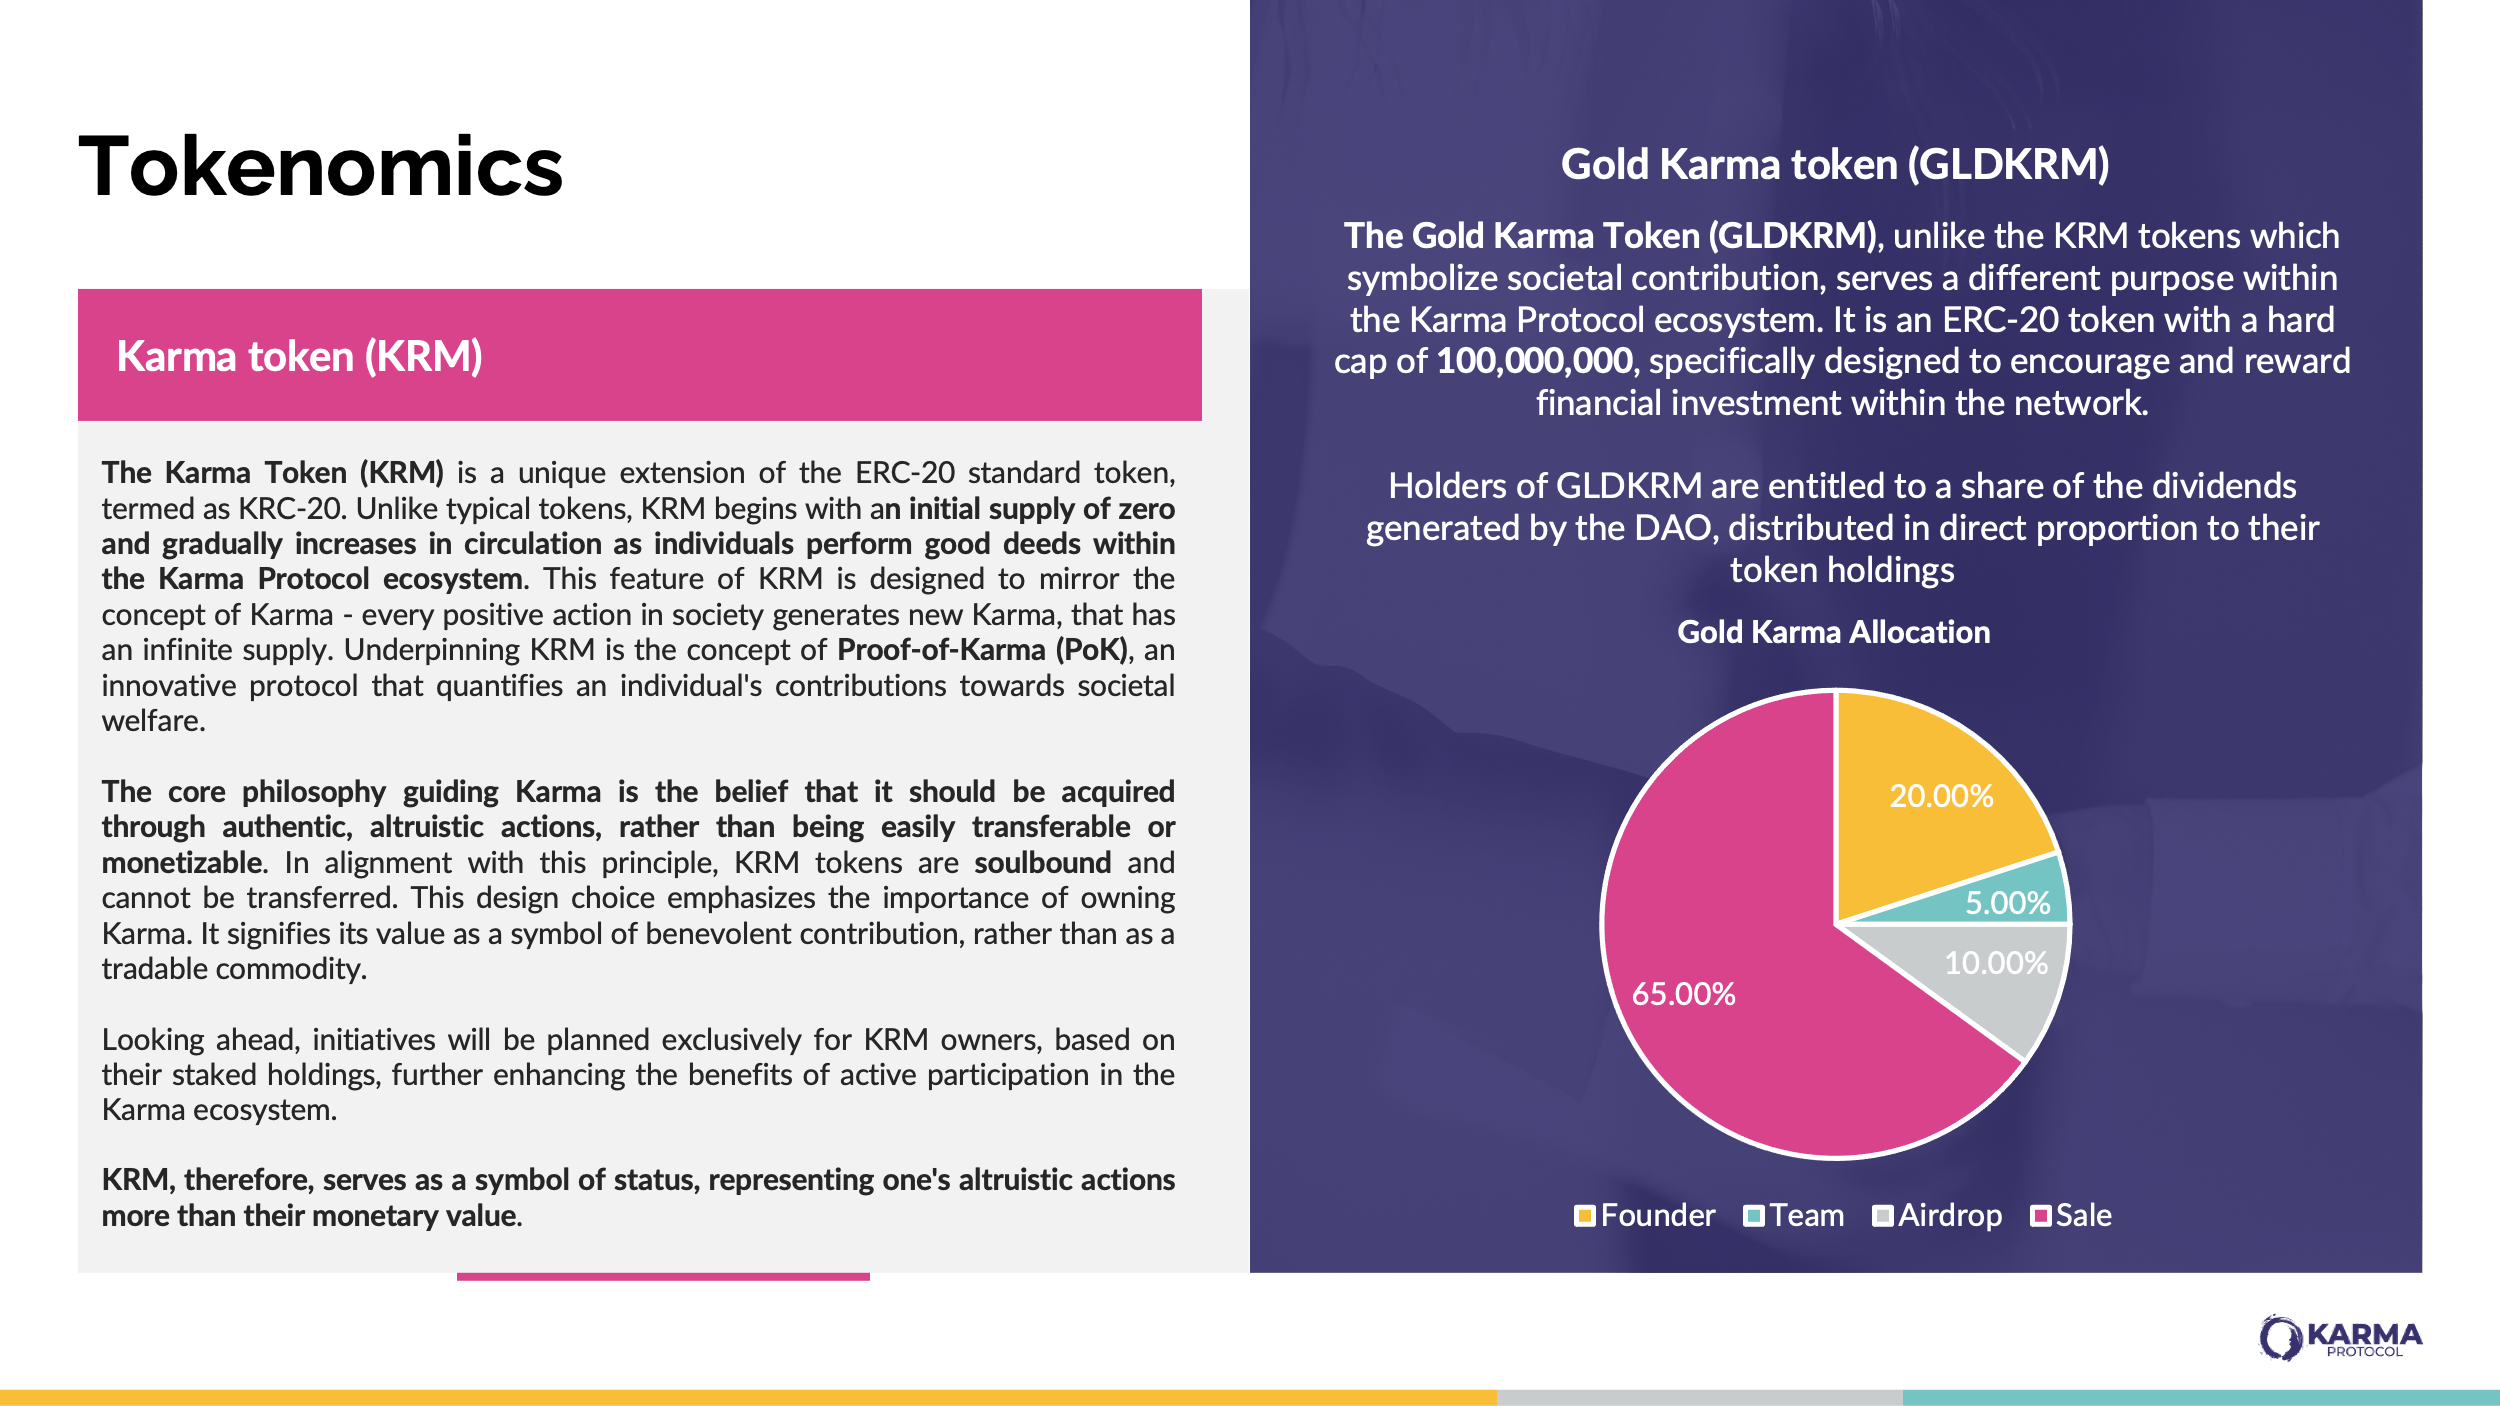 Tokenomics
Karma token (KRM)
The Karma Token (KRM) is a unique extension of the ERC-20 standard token,
termed as KRC-20. Unlike typical tokens, KRM begins with an initial supply of zero
and gradually increases in circulation as individuals perform good deeds within
the Karma Protocol ecosystem. This feature of KRM is designed to mirror the
concept of Karma - every positive action in society generates new Karma, that has
an infinite supply. Underpinning KRM is the concept of Proof-of-Karma (PoK), an
innovative protocol that quantifies an individual's contributions towards societal
welfare.
The core philosophy guiding Karma is the belief that it should be acquired
through authentic, altruistic actions, rather than being easily transferable or
monetizable. In alignment with this principle, KRM tokens are soulbound and
cannot be transferred. This design choice emphasizes the importance of owning
Karma. It signifies its value as a symbol of benevolent contribution, rather than as a
tradable commodity.
Looking ahead, initiatives will be planned exclusively for KRM owners, based on
their staked holdings, further enhancing the benefits of active participation in the
Karma ecosystem.
KRM, therefore, serves as a symbol of status, representing one's altruistic actions
more than their monetary value.
Gold Karma token (GLDKRM)
The Gold Karma Token (GLDKRM), unlike the KRM tokens which
symbolize societal contribution, serves a different purpose within
the Karma Protocol ecosystem. It is an ERC-20 token with a hard
cap of 100,000,000, specifically designed to encourage and reward
financial investment within the network.
Holders of GLDKRM are entitled to a share of the dividends
generated by the DAO, distributed in direct proportion to their
token holdings
Gold Karma Allocation
20.00%
5.00%
10.00%
65.00%
Founder Team Airdrop Sale
KARMA
PROTOCOL